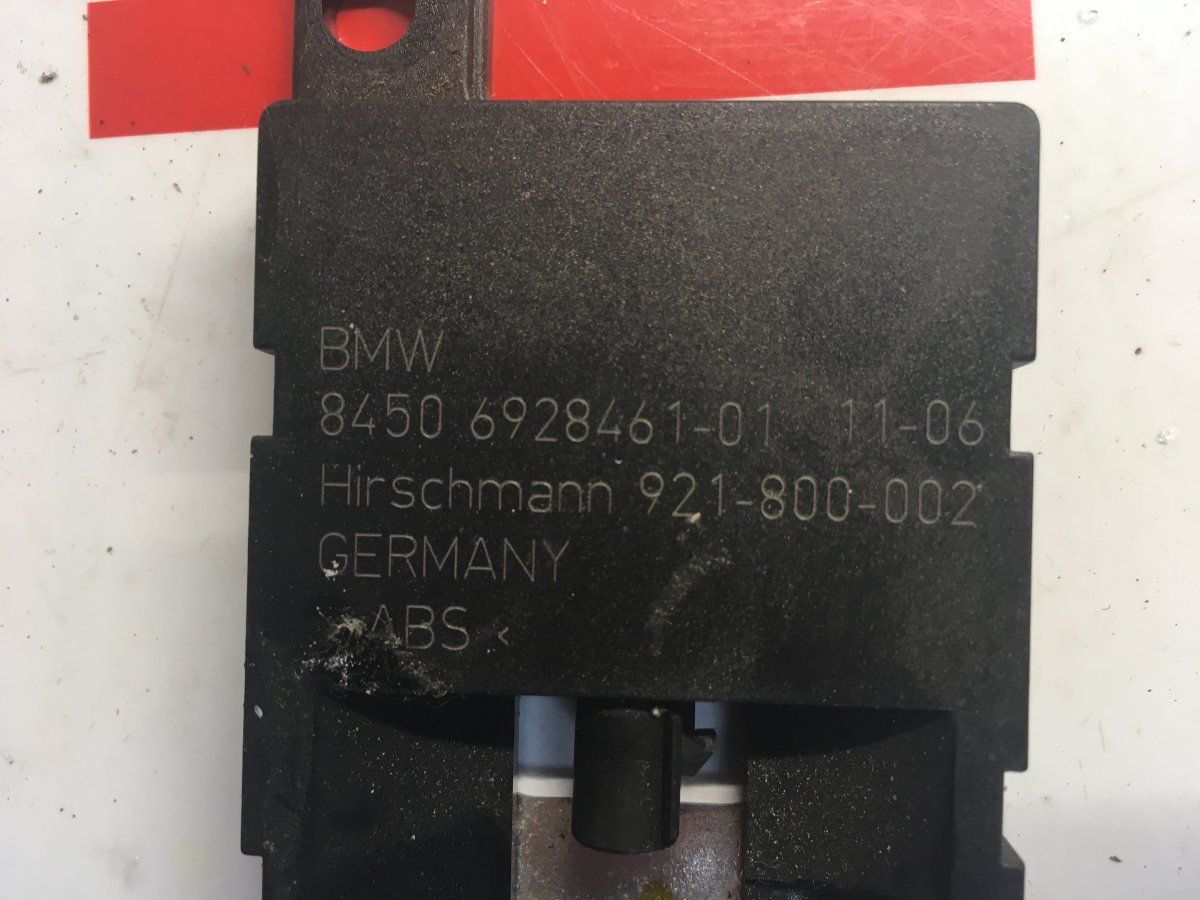 BMW
8450 6928461-01 11-06
Hirschmann 921-800-002
GERMANY
>ABS<